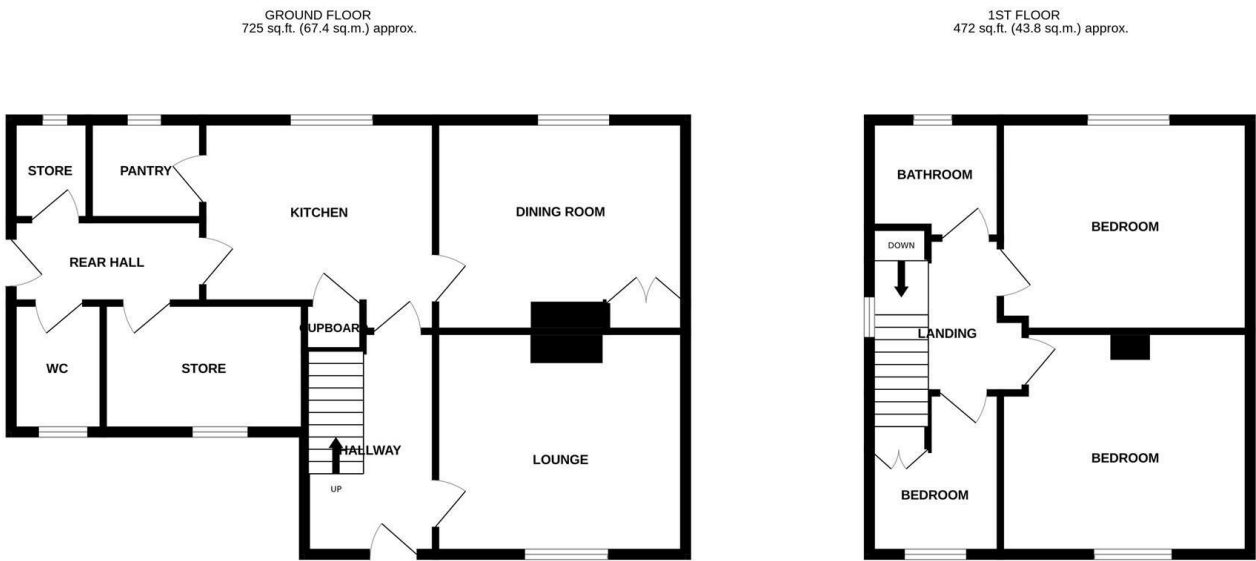 GROUND FLOOR
725 sq.ft. (67.4 sq.m.) approx.
STORE
PANTRY
KITCHEN
DINING ROOM
REAR HALL
CUPBOARD
WC
STORE
HALLWAY
LOUNGE
UP
1ST FLOOR
472 sq.ft. (43.8 sq.m.) approx.
BATHROOM
BEDROOM
DOWN
LANDING
BEDROOM
BEDROOM